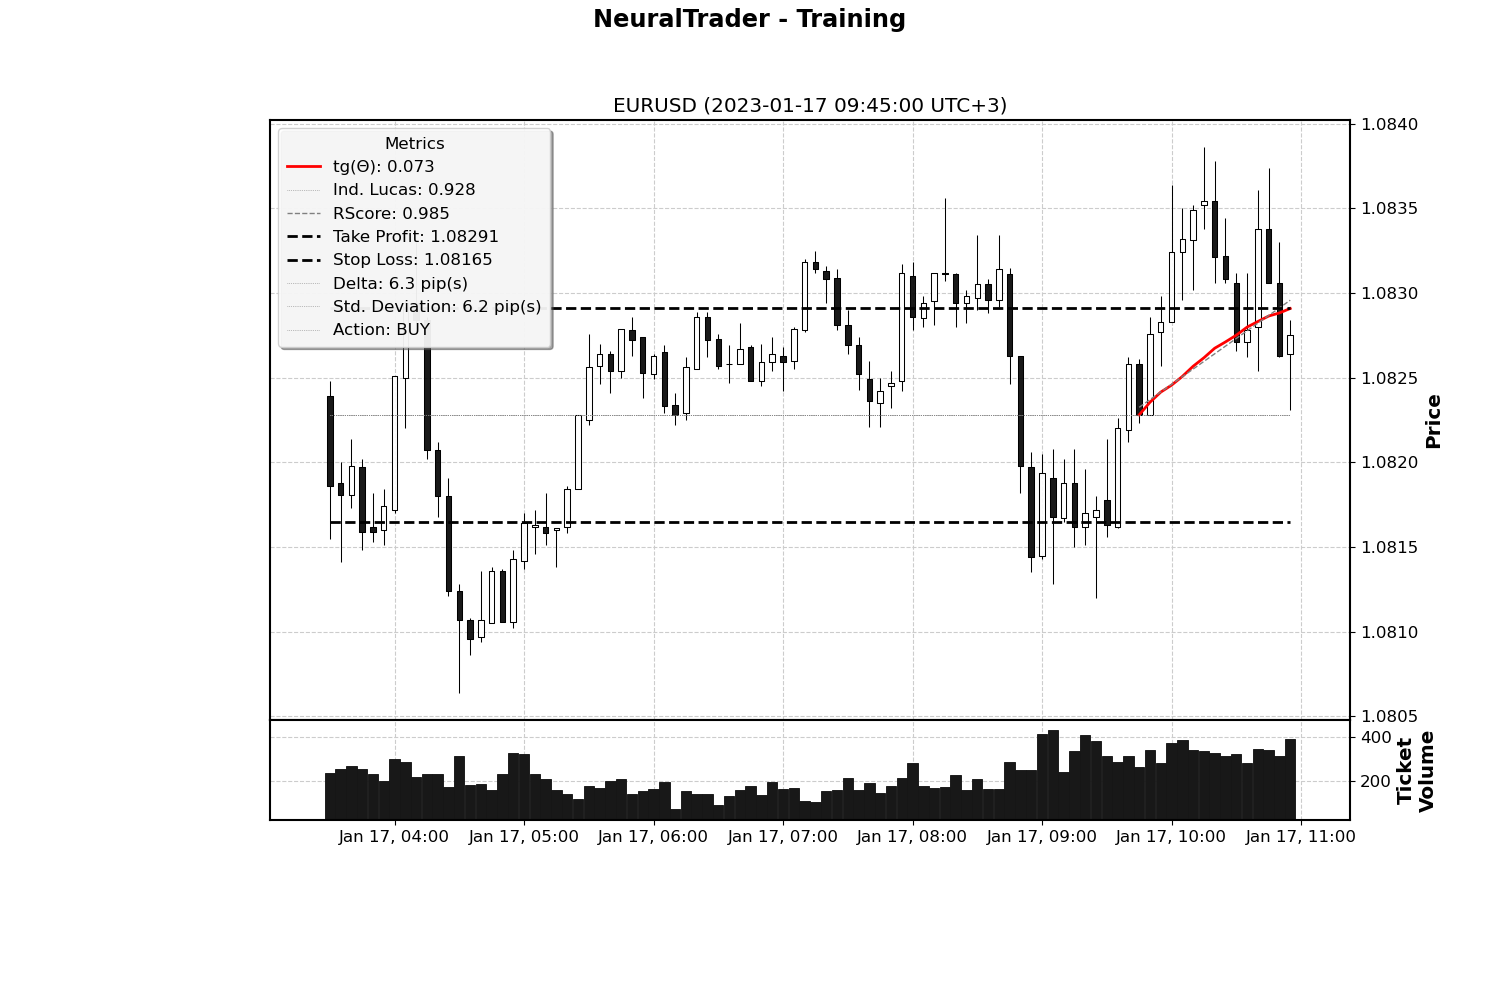 NeuralTrader - Training
EURUSD (2023-01-17 09:45:00 UTC+3)
Metrics
tg(Θ): 0.073
Ind. Lucas: 0.928
RScore: 0.985
Take Profit: 1.08291
Stop Loss: 1.08165
Delta: 6.3 pip(s)
Std. Deviation: 6.2 pip(s)
Action: BUY
1.0840
1.0835
1.0830
1.0825
1.0820
1.0815
1.0810
1.0805
Price
400
200
Ticket
Volume
Jan 17, 04:00 Jan 17, 05:00 Jan 17, 06:00 Jan 17, 07:00 Jan 17, 08:00 Jan 17, 09:00 Jan 17, 10:00 Jan 17, 11:00